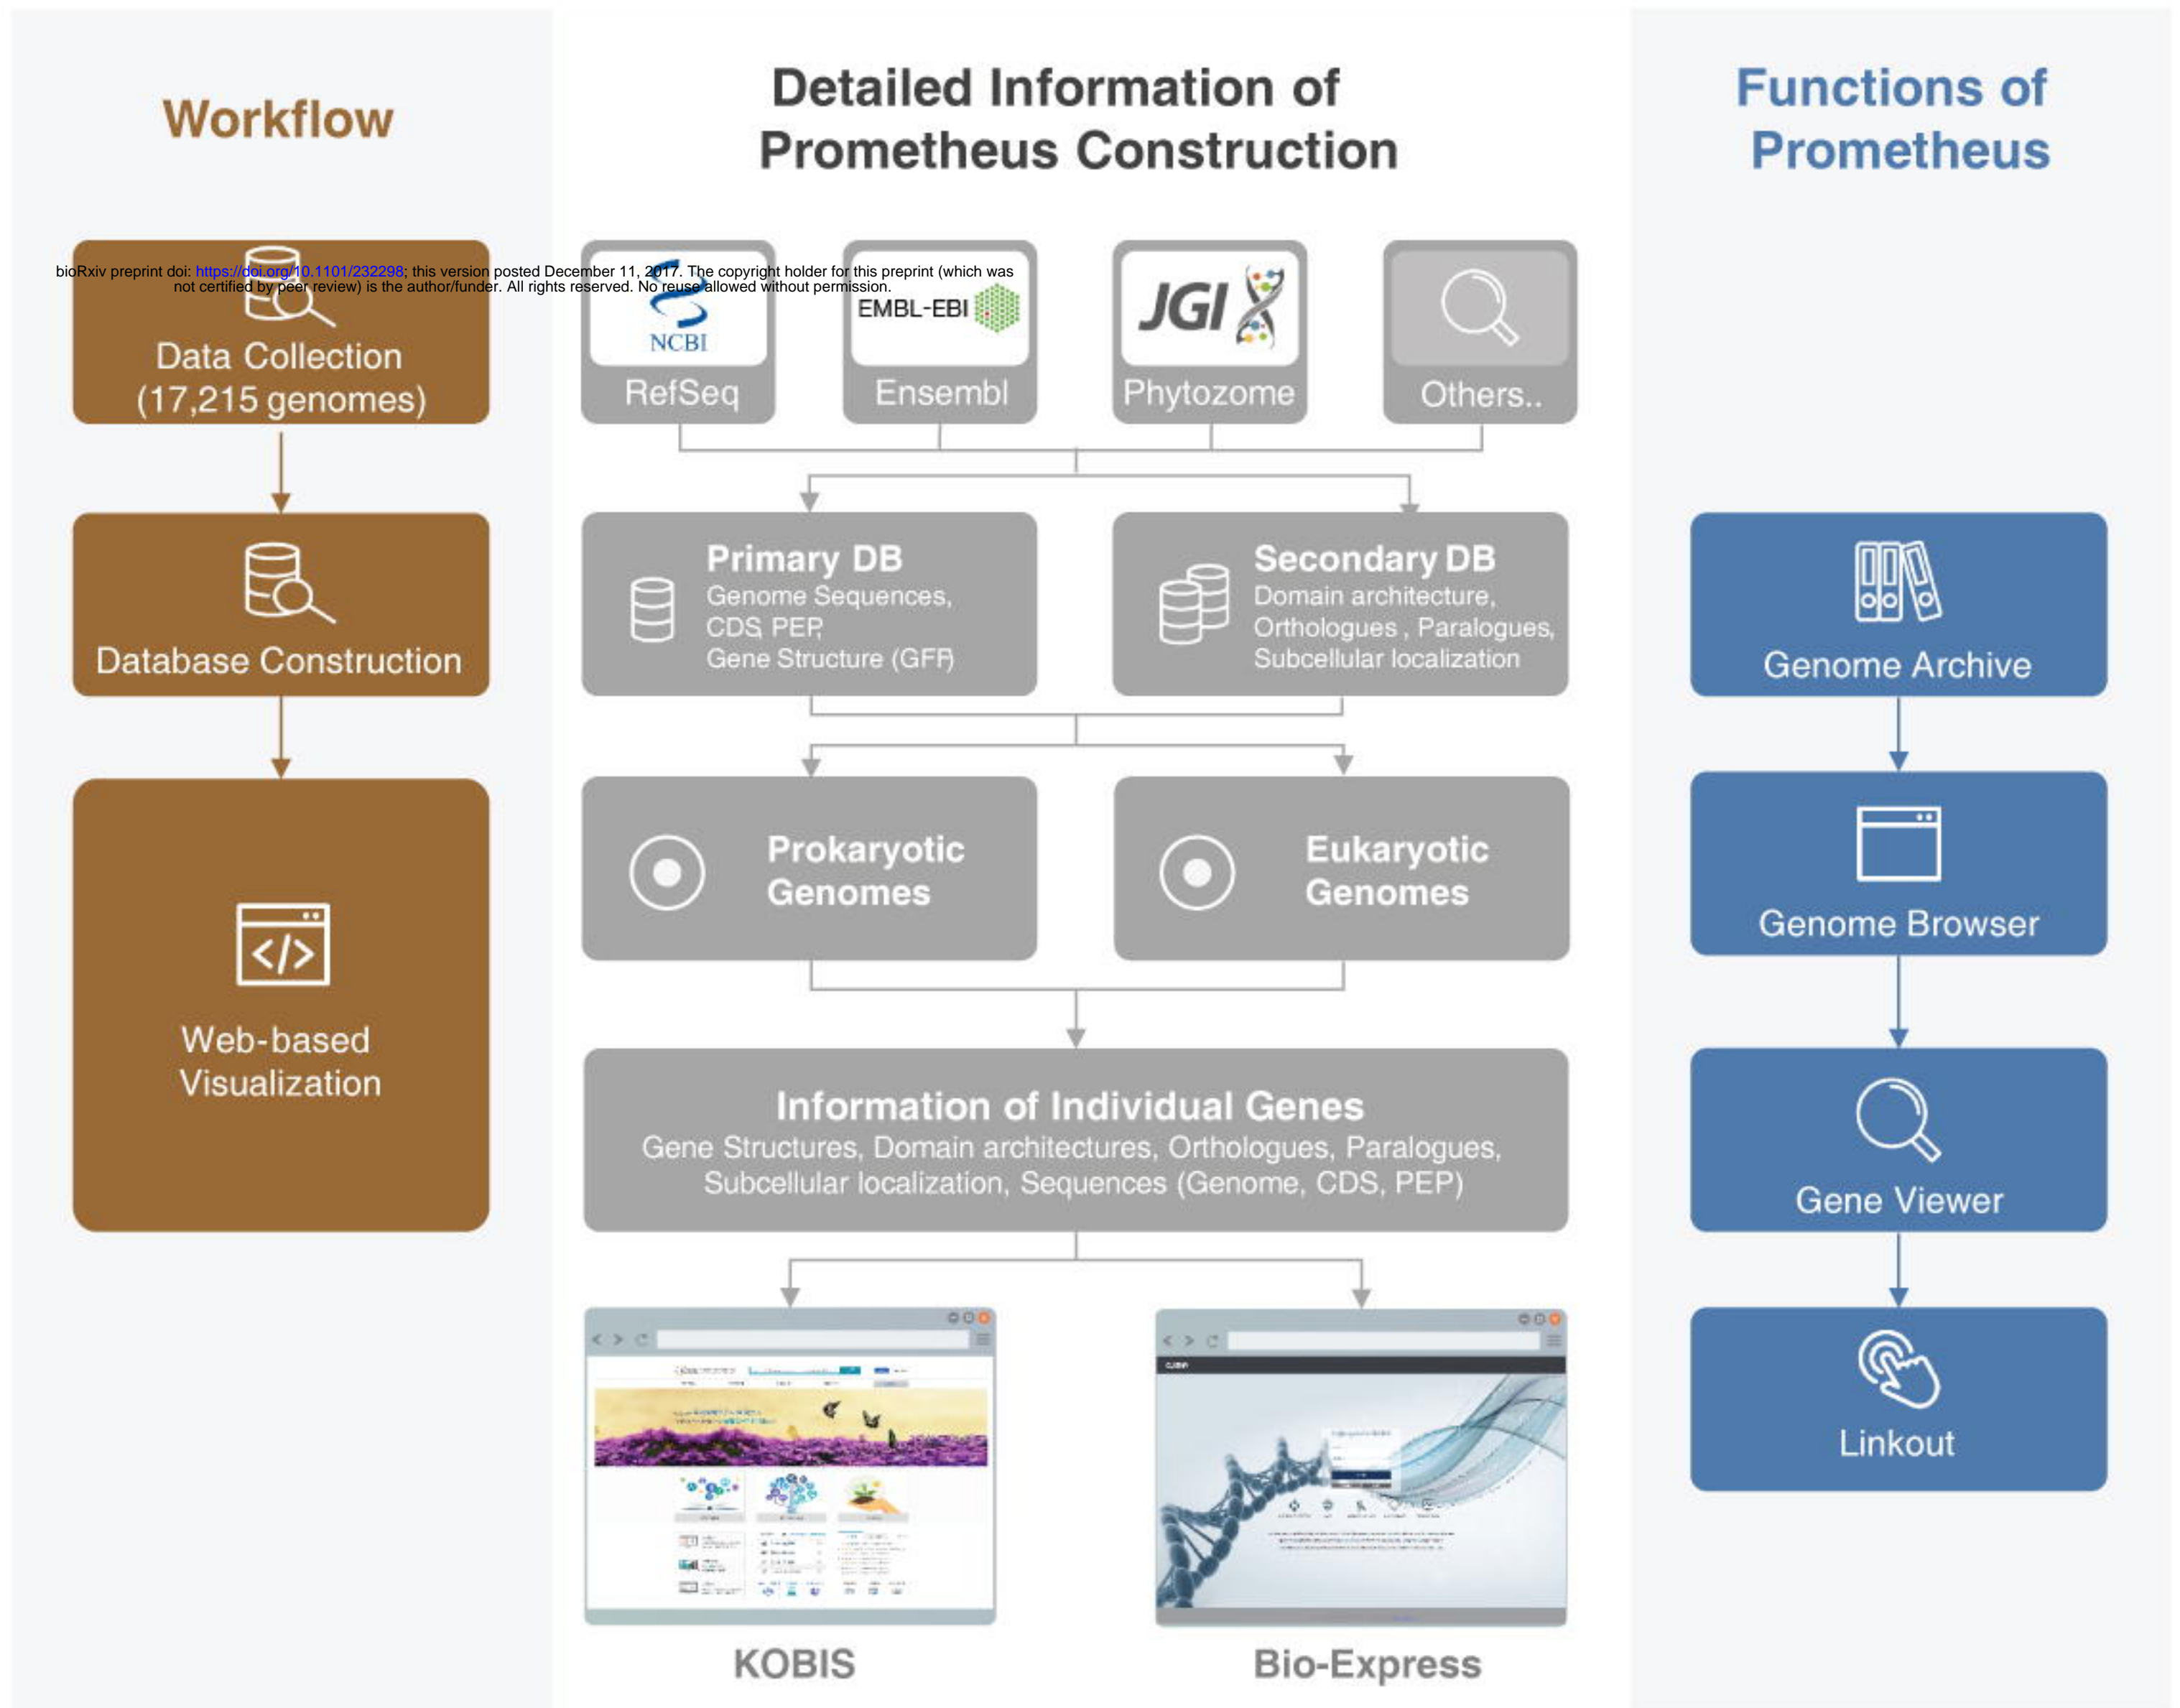 Workflow
Detailed Information of
Prometheus Construction
Functions of
Prometheus
bioRxiv preprint doi: https://doi.org/10.1101/232298; this version posted December 11, 2017. The copyright holder for this preprint (which was
not certified by peer review) is the author/funder. All rights reserved. No reuse allowed without permission.
Data Collection
(17,215 genomes)
NCBI
RefSeq
EMBL-EBI
Ensembl
JGI
Phytozome
Others..
Database Construction
Primary DB
Genome Sequences,
CDS, PEP,
Gene Structure (GFF)
Secondary DB
Domain architecture,
Orthologues , Paralogues,
Subcellular localization
Genome Archive
Web-based
Visualization
</>
Prokaryotic
Genomes
Eukaryotic
Genomes
Genome Browser
Information of Individual Genes
Gene Structures, Domain architectures, Orthologues, Paralogues,
Subcellular localization, Sequences (Genome, CDS, PEP)
Gene Viewer
Linkout
KOBIS
Bio-Express